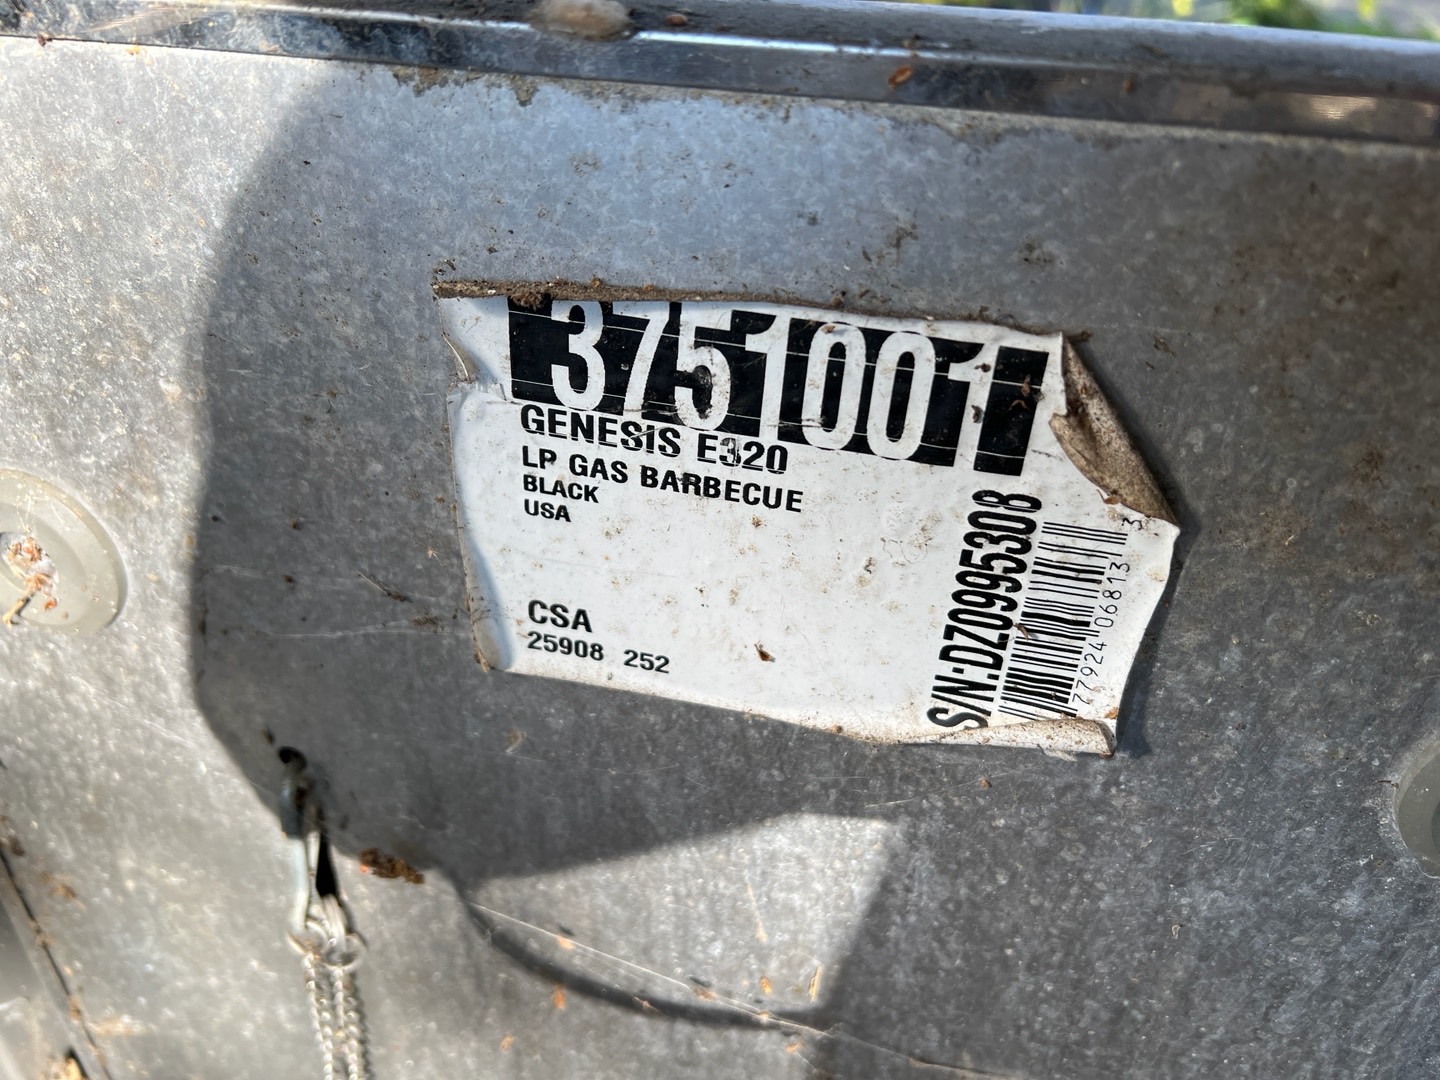 3751001
GENESIS E320
LP GAS BARBECUE
BLACK
USA
CSA
25908 252
S/N:DZ0995308
77924 06813 3